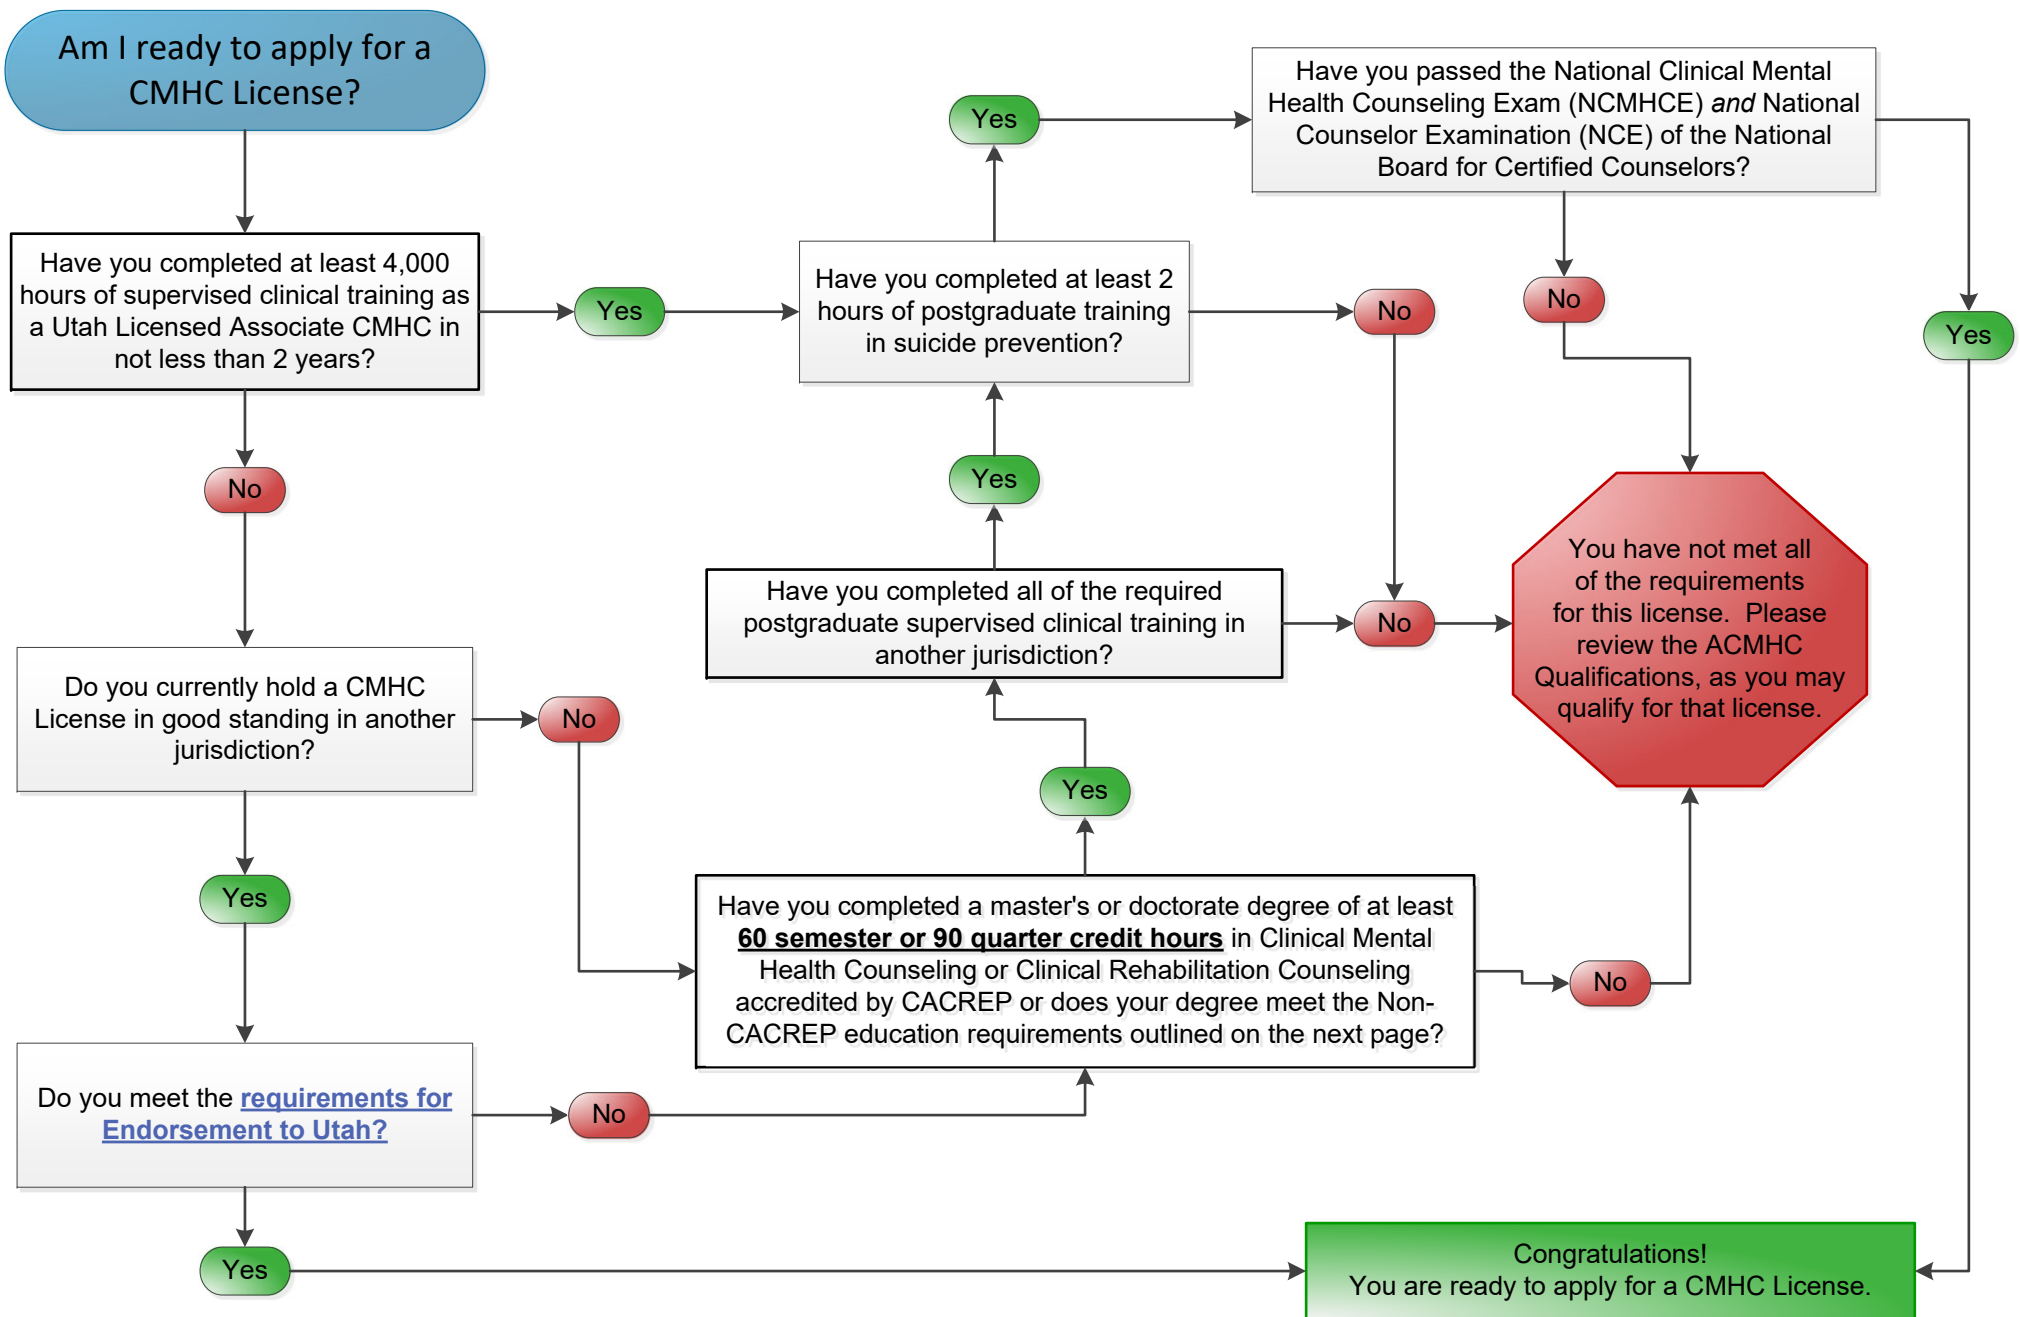 Am I ready to apply for a
CMHC License?
Have you completed at least 4,000
hours of supervised clinical training as
a Utah Licensed Associate CMHC in
not less than 2 years?
Yes
No
Have you completed at least 2
hours of postgraduate training
in suicide prevention?
Yes
No
Have you passed the National Clinical Mental
Health Counseling Exam (NCMHCE) and National
Counselor Examination (NCE) of the National
Board for Certified Counselors?
No
Yes
Do you currently hold a CMHC
License in good standing in another
jurisdiction?
No
Yes
Have you completed all of the required
postgraduate supervised clinical training in
another jurisdiction?
Yes
No
You have not met all
of the requirements
for this license. Please
review the ACMHC
Qualifications, as you may
qualify for that license.
Have you completed a master's or doctorate degree of at least
60 semester or 90 quarter credit hours in Clinical Mental
Health Counseling or Clinical Rehabilitation Counseling
accredited by CACREP or does your degree meet the Non-
CACREP education requirements outlined on the next page?
Yes
No
Do you meet the requirements for
Endorsement to Utah?
No
Yes
Congratulations!
You are ready to apply for a CMHC License.